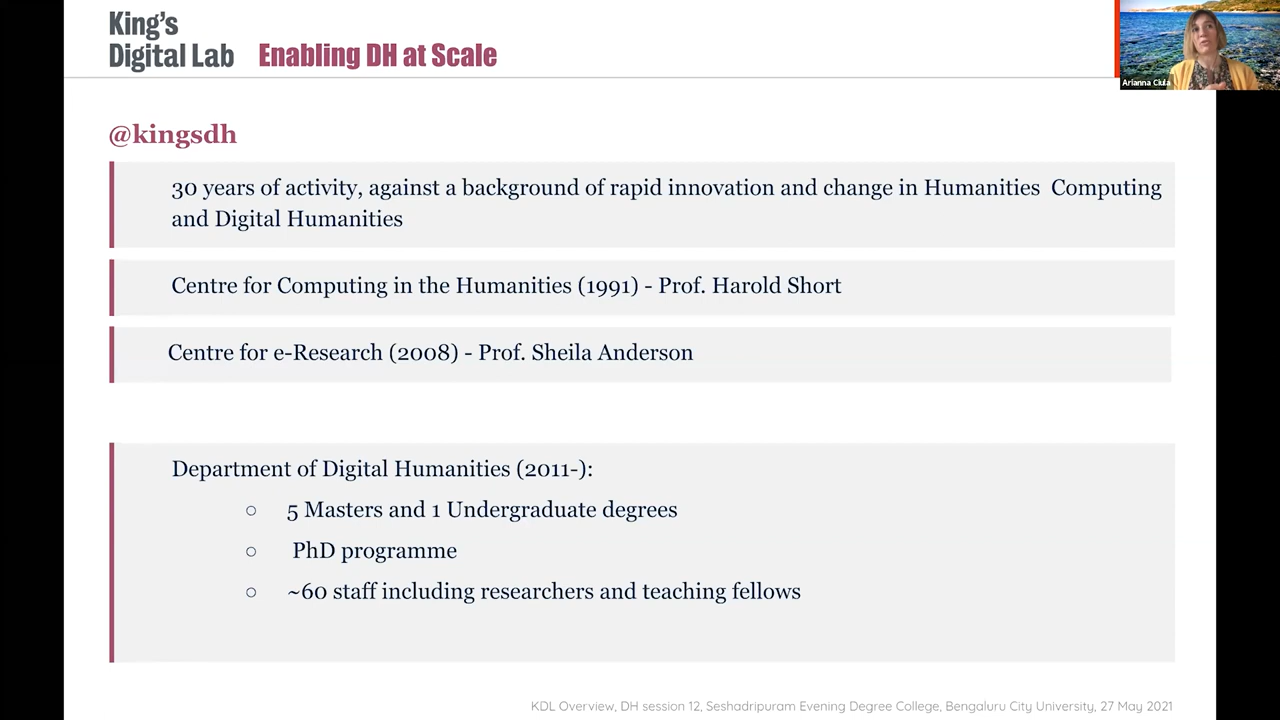 King's
Digital Lab
Enabling DH at Scale
Arianna Ciula
@kingsdh
30 years of activity, against a background of rapid innovation and change in Humanities Computing
and Digital Humanities
Centre for Computing in the Humanities (1991) - Prof. Harold Short
Centre for e-Research (2008) - Prof. Sheila Anderson
Department of Digital Humanities (2011-):
○ 5 Masters and 1 Undergraduate degrees
○ PhD programme
○ ~60 staff including researchers and teaching fellows
KDL Overview, DH session 12, Seshadripuram Evening Degree College, Bengaluru City University, 27 May 2021